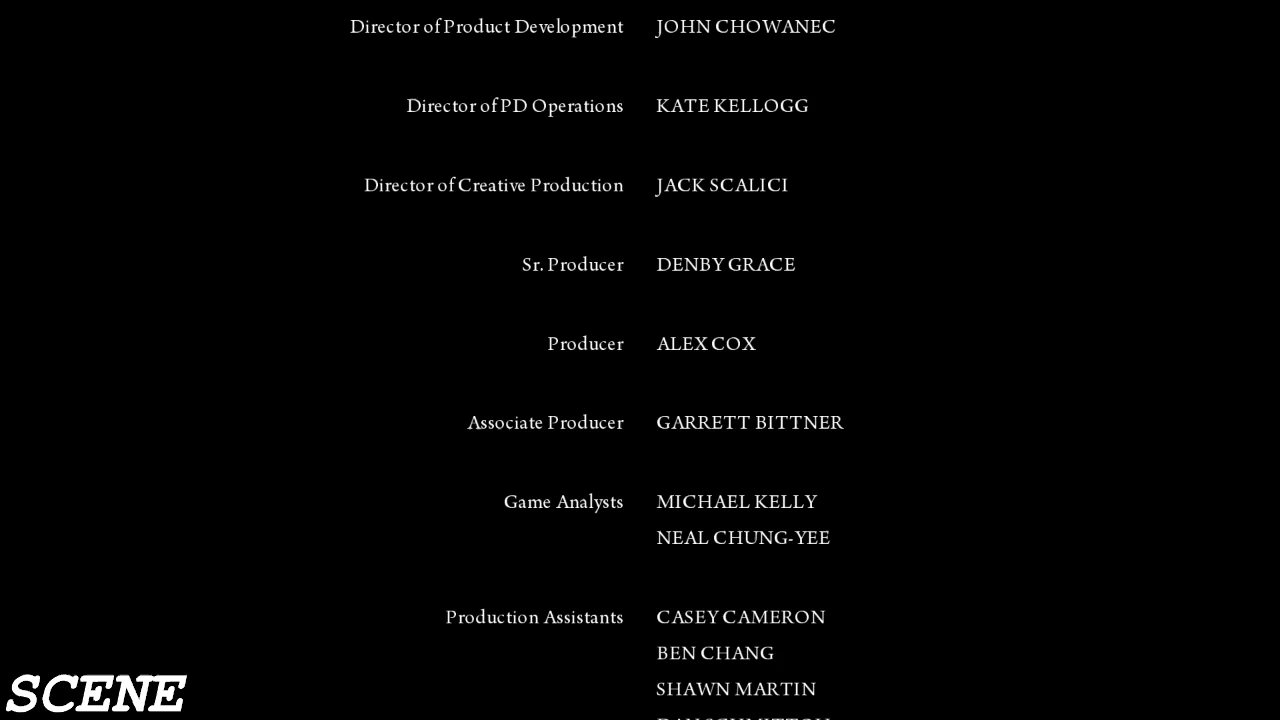 Director of Product Development JOHN CHOWANEC
Director of PD Operations KATE KELLOGG
Director of Creative Production JACK SCALICI
Sr. Producer DENBY GRACE
Producer ALEX COX
Associate Producer GARRETT BITTNER
Game Analysts MICHAEL KELLY
NEAL CHUNG-YEE
Production Assistants CASEY CAMERON
BEN CHANG
SHAWN MARTIN
SCENE